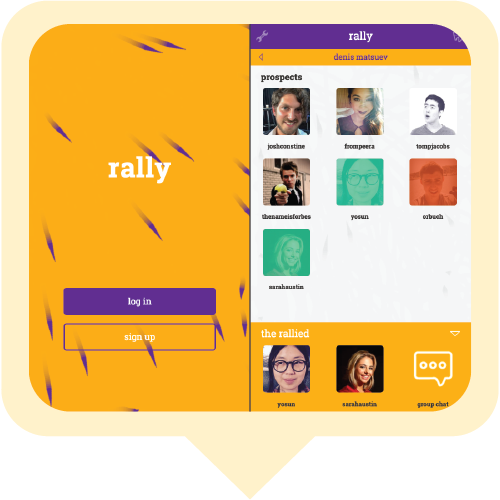 rally
log in
sign up
rally
denis matsuev
prospects
joshconstine frompeera tompjacobs
thenameisforbes yosun orbuch
sarahaustin
the rallied
yosun sarahaustin group chat